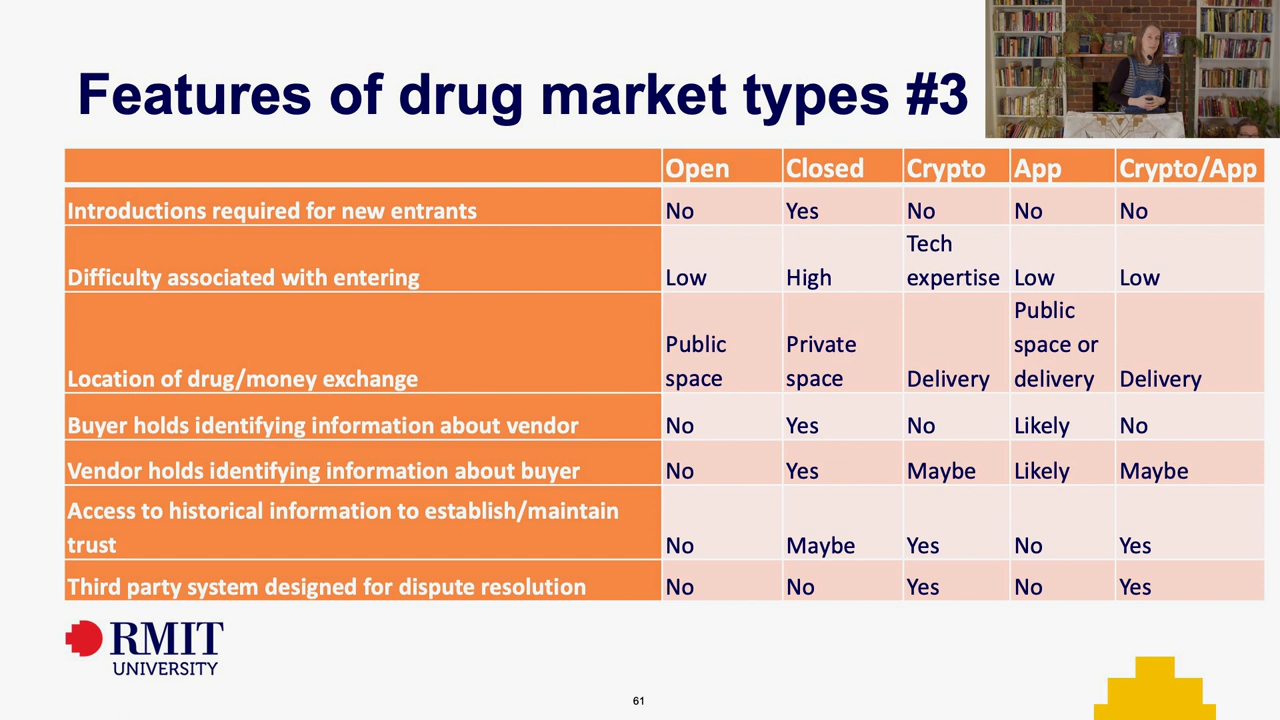 Features of drug market types #3
Open Closed Crypto App Crypto/App
Introductions required for new entrants No Yes No No No
Difficulty associated with entering Low High Tech expertise Low Low
Location of drug/money exchange Public space Private space Delivery Public space or delivery Delivery
Buyer holds identifying information about vendor No Yes No Likely No
Vendor holds identifying information about buyer No Yes Maybe Likely Maybe
Access to historical information to establish/maintain trust No Maybe Yes No Yes
Third party system designed for dispute resolution No No Yes No Yes
RMIT
UNIVERSITY
61